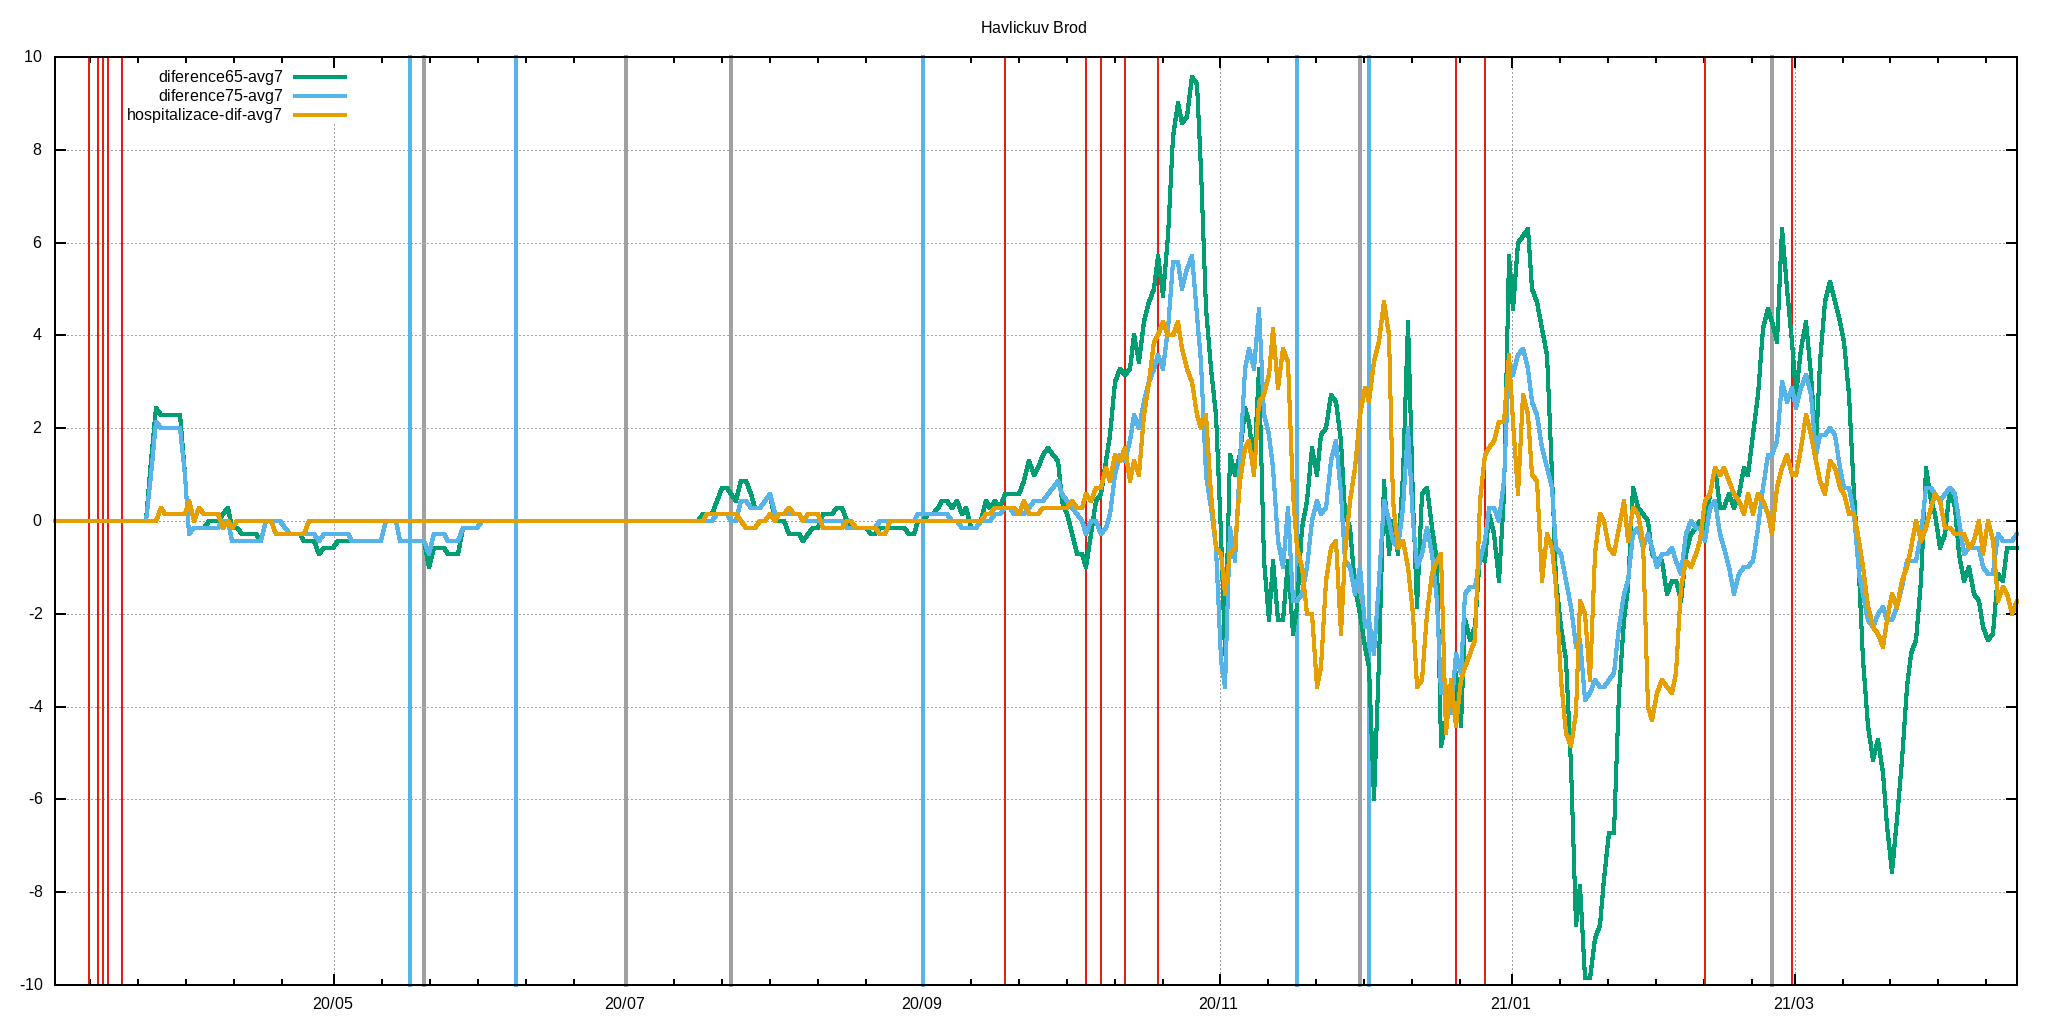 Havlickuv Brod
diference65-avg7
diference75-avg7
hospitalizace-dif-avg7
10
8
6
4
2
0
-2
-4
-6
-8
-10
20/05 20/07 20/09 20/11 21/01 21/03